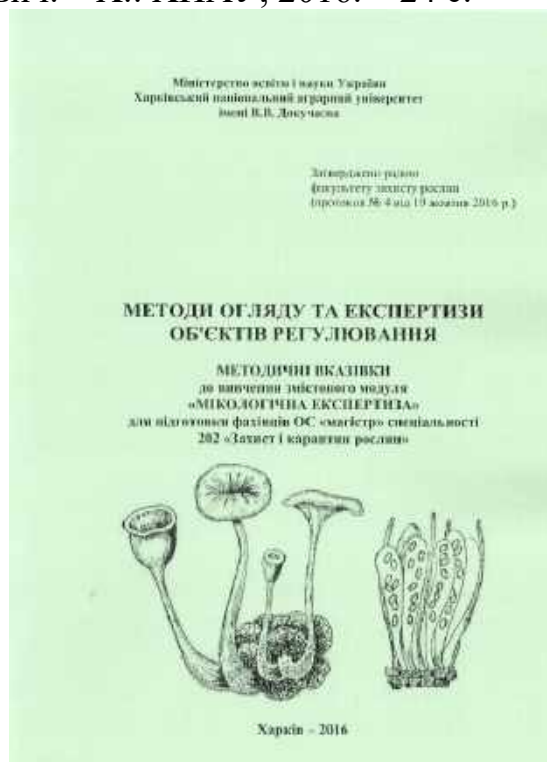 2016. – 24 с.
Міністерство освіти і науки України
Харківський національний аграрний університет
імені В.В. Докучаєва
Затверджено радою
факультету захисту рослин
(протокол № 4 від 19 жовтня 2016 р.)
МЕТОДИ ОГЛЯДУ ТА ЕКСПЕРТИЗИ
ОБ'ЄКТІВ РЕГУЛЮВАННЯ
МЕТОДИЧНІ ВКАЗІВКИ
до вивчення змістового модуля
«МІКОЛОГІЧНА ЕКСПЕРТИЗА»
для підготовки фахівців ОС «магістр» спеціальності
202 «Захист і карантин рослин»
Харків – 2016